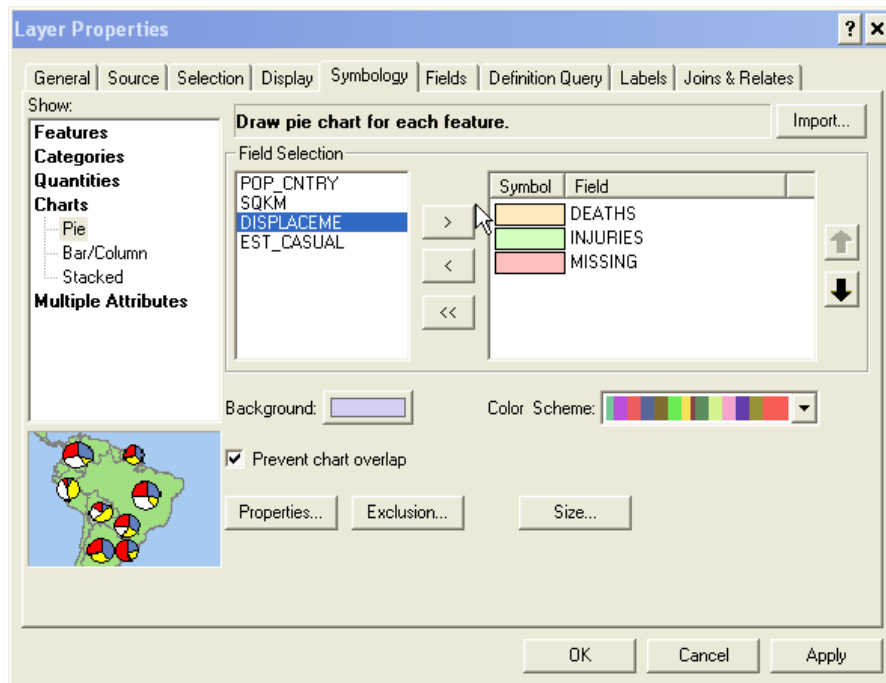 Layer Properties
? ×
General Source Selection Display Symbology Fields Definition Query Labels Joins & Relates
Show:
Features
Categories
Quantities
Charts
Pie
Bar/Column
Stacked
Multiple Attributes
Draw pie chart for each feature.
Import...
Field Selection
POP_CNTRY
SQKM
DISPLACEME
EST_CASUAL
>
<
<<
Symbol Field
DEATHS
INJURIES
MISSING
Background:
Color Scheme:
Prevent chart overlap
Properties... Exclusion... Size...
OK Cancel Apply